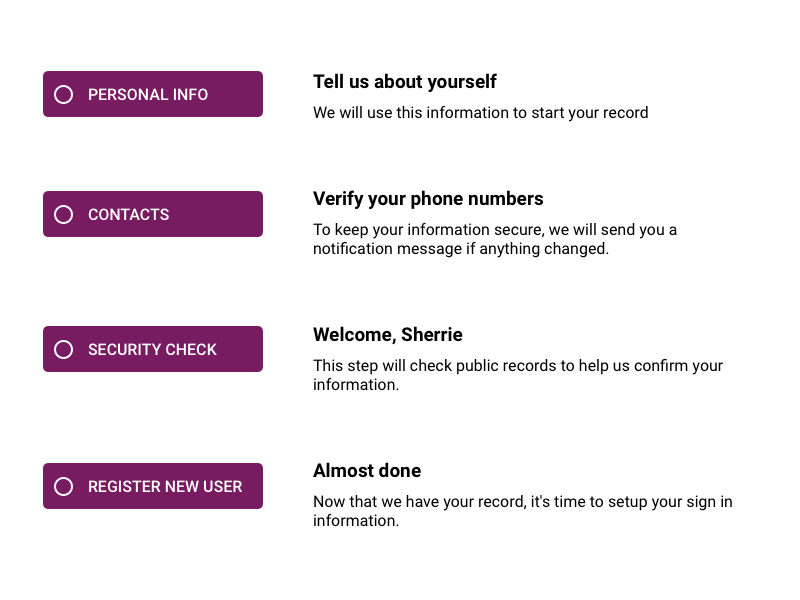 PERSONAL INFO
Tell us about yourself
We will use this information to start your record
CONTACTS
Verify your phone numbers
To keep your information secure, we will send you a
notification message if anything changed.
SECURITY CHECK
Welcome, Sherrie
This step will check public records to help us confirm your
information.
REGISTER NEW USER
Almost done
Now that we have your record, it's time to setup your sign in
information.